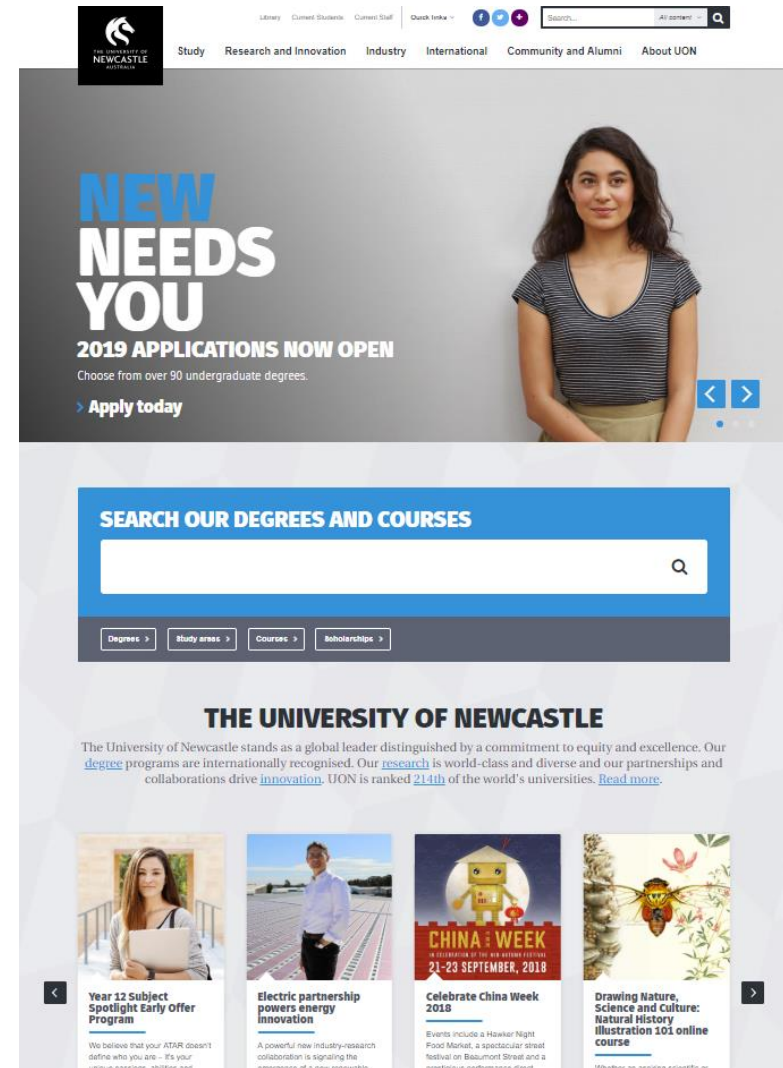 Library Current Students Current Staff Quick links Search... All content
THE UNIVERSITY OF
NEWCASTLE
AUSTRALIA
Study Research and Innovation Industry International Community and Alumni About UON
NEW
NEEDS
YOU
2019 APPLICATIONS NOW OPEN
Choose from over 90 undergraduate degrees.
Apply today
SEARCH OUR DEGREES AND COURSES
Degrees Study areas Courses Scholarships
THE UNIVERSITY OF NEWCASTLE
The University of Newcastle stands as a global leader distinguished by a commitment to equity and excellence. Our
degree programs are internationally recognised. Our research is world-class and diverse and our partnerships and
collaborations drive innovation. UON is ranked 214th of the world's universities. Read more.
CHINA WEEK
IN CELEBRATION OF THE MID-AUTUMN FESTIVAL
21-23 SEPTEMBER, 2018
Year 12 Subject
Spotlight Early Offer
Program
We believe that your ATAR doesn't
define who you are – it's your
Electric partnership
powers energy
innovation
A powerful new industry-research
collaboration is signaling the
Celebrate China Week
2018
Events include a Hawker Night
Food Market, a spectacular street
festival on Beaumont Street and a
Drawing Nature,
Science and Culture:
Natural History
Illustration 101 online
course